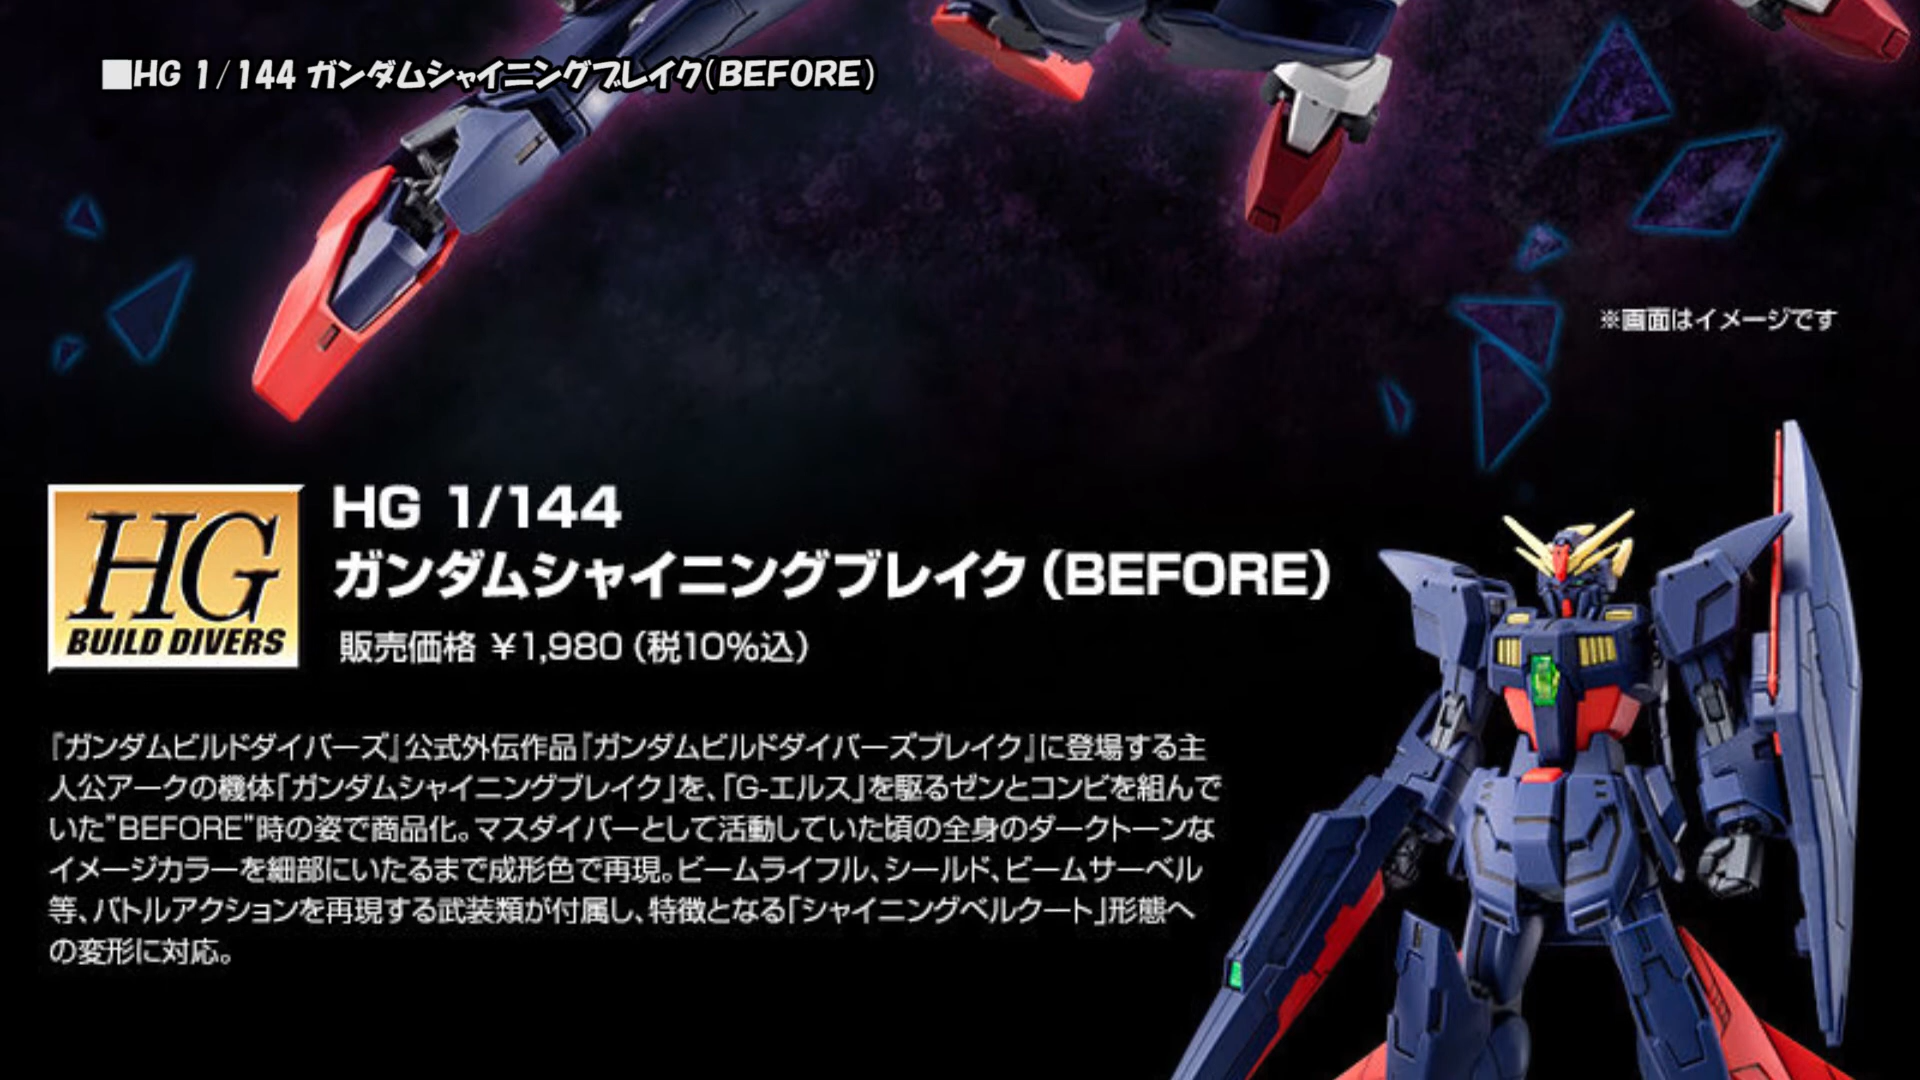 ■HG 1/144 ガンダムシャイニングブレイク(BEFORE)
※画面はイメージです
HG
BUILD DIVERS
HG 1/144
ガンダムシャイニングブレイク（BEFORE）
販売価格 ￥1,980（税10%込）
『ガンダムビルドダイバーズ』公式外伝作品『ガンダムビルドダイバーズブレイク』に登場する主
人公アークの機体「ガンダムシャイニングブレイク」を、「G-エルス」を駆るゼンとコンビを組んで
いた”BEFORE”時の姿で商品化。マスダイバーとして活動していた頃の全身のダークトーンな
イメージカラーを細部にいたるまで成形色で再現。ビームライフル、シールド、ビームサーベル
等、バトルアクションを再現する武装類が付属し、特徴となる「シャイニングベルクート」形態へ
の変形に対応。